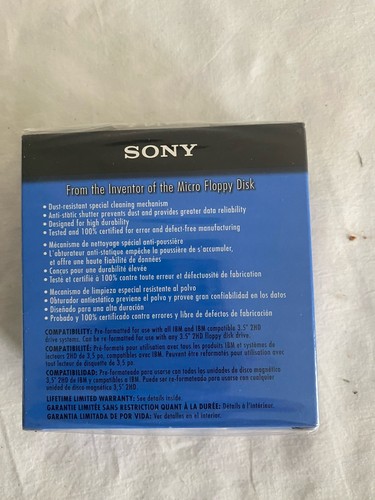 SONY
From the Inventor of the Micro Floppy Disk
• Dust-resistant special cleaning mechanism
• Anti-static shutter prevents dust and provides greater data reliability
• Designed for high durability
• Tested and 100% certified for error and defect-free manufacturing
• Mécanisme de nettoyage spécial anti-poussière
• L'obturateur anti-statique empêche la poussière de s'accumuler,
et offre une haute fiabilité de données
• Conçus pour une durabilité élevée
• Testé et certifié à 100% contre toute erreur et défectuosité de fabrication
• Mecanismo de limpieza especial resistente al polvo
• Obturador antiestático previene el polvo y provee gran confiabilidad en los datos
• Diseñado para una alta duración
• Probado y 100% certificado contra errores y libre de defectos de fabricación
COMPATIBILITY: Pre-formatted for use with all IBM and IBM compatible 3.5" 2HD
drive systems. Can be re-formatted for use with any 3.5" 2HD floppy disk drive.
COMPATIBILITÉ: Pré-formaté pour utilisation avec tous les produits IBM et systèmes de
lecteurs 2HD de 3,5 po, compatibles avec IBM. Peuvent être reformatés pour utilisation avec
tout lecteur de disquette de 3,5 po.
COMPATIBILIDAD: Pre-formateado para usarse con todas las unidades de disco magnético
3,5" 2HD de IBM y compatibles a IBM. Puede ser re-formateado para usarse con cualquier
unidad de disco magnético 3,5" 2HD.
LIFETIME LIMITED WARRANTY: See details inside.
GARANTIE LIMITÉE SANS RESTRICTION QUANT À LA DURÉE: Détails à l'intérieur.
GARANTIA LIMITADA DE POR VIDA: Ver detalles en el interior.